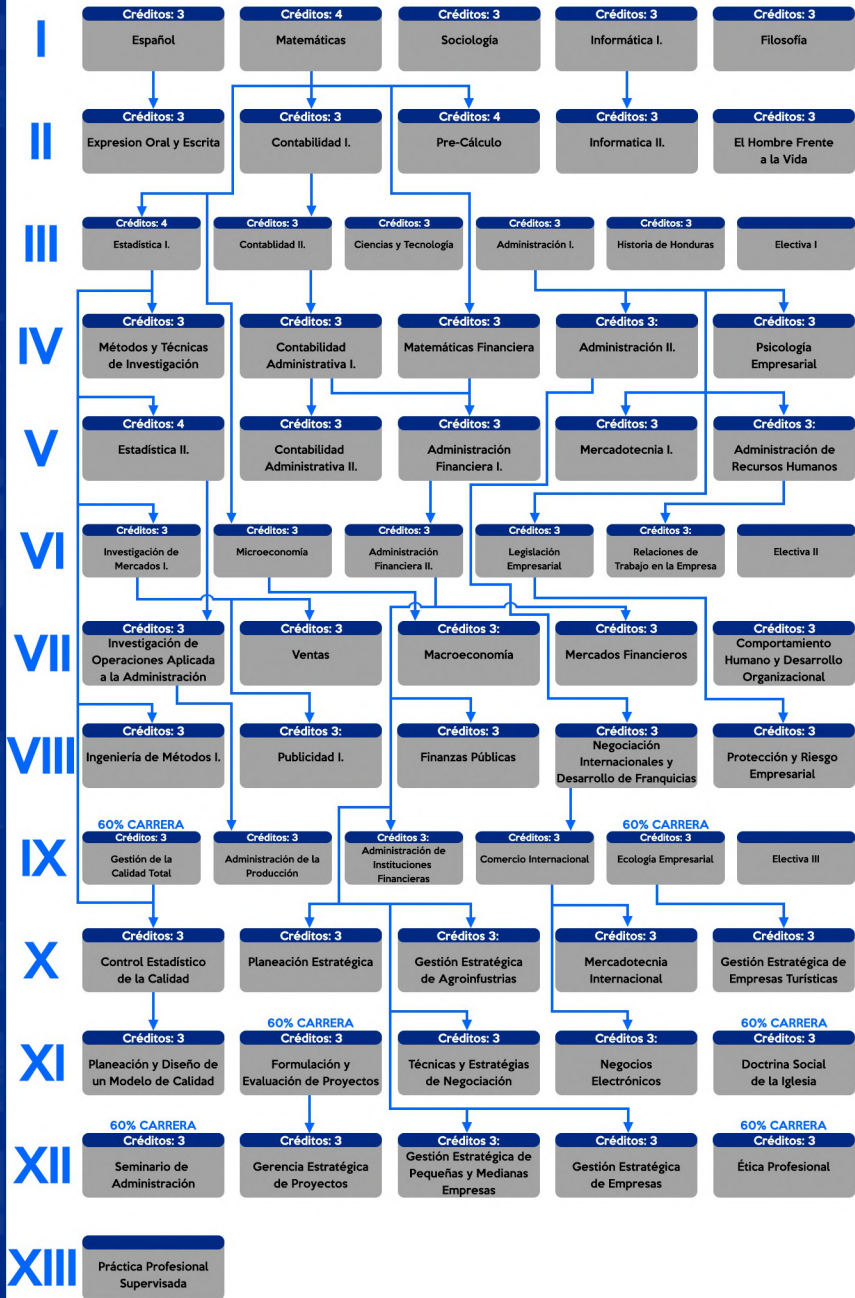 I
Créditos: 3
Español
Créditos: 4
Matemáticas
Créditos: 3
Sociología
Créditos: 3
Informática I.
Créditos: 3
Filosofía
II
Créditos: 3
Expresion Oral y Escrita
Créditos: 3
Contabilidad I.
Créditos: 4
Pre-Cálculo
Créditos: 3
Informatica II.
Créditos: 3
El Hombre Frente
a la Vida
III
Créditos: 4
Estadística I.
Créditos: 3
Contablidad II.
Créditos: 3
Ciencias y Tecnología
Créditos: 3
Administración I.
Créditos: 3
Historia de Honduras
Electiva I
IV
Créditos: 3
Métodos y Técnicas
de Investigación
Créditos: 3
Contabilidad
Administrativa I.
Créditos: 3
Matemáticas Financiera
Créditos 3:
Administración II.
Créditos: 3
Psicología
Empresarial
V
Créditos: 4
Estadística II.
Créditos: 3
Contabilidad
Administrativa II.
Créditos: 3
Administración
Financiera I.
Créditos: 3
Mercadotecnia I.
Créditos 3:
Administración de
Recursos Humanos
VI
Créditos: 3
Investigación de
Mercados I.
Créditos: 3
Microeconomía
Créditos: 3
Administración
Financiera II.
Créditos: 3
Legislación
Empresarial
Créditos 3:
Relaciones de
Trabajo en la Empresa
Electiva II
VII
Créditos: 3
Investigación de
Operaciones Aplicada
a la Administración
Créditos: 3
Ventas
Créditos 3:
Macroeconomía
Créditos: 3
Mercados Financieros
Créditos: 3
Comportamiento
Humano y Desarrollo
Organizacional
VIII
Créditos: 3
Ingeniería de Métodos I.
Créditos 3:
Publicidad I.
Créditos: 3
Finanzas Públicas
Créditos: 3
Negociación
Internacionales y
Desarrollo de Franquicias
Créditos: 3
Protección y Riesgo
Empresarial
IX
60% CARRERA
Créditos: 3
Gestión de la
Calidad Total
Créditos: 3
Administración de la
Producción
Créditos 3:
Administración de
Instituciones
Financieras
Créditos: 3
Comercio Internacional
60% CARRERA
Créditos: 3
Ecología Empresarial
Electiva III
X
Créditos: 3
Control Estadístico
de la Calidad
Créditos: 3
Planeación Estratégica
Créditos 3:
Gestión Estratégica
de Agroindustrias
Créditos: 3
Mercadotecnia
Internacional
Créditos: 3
Gestión Estratégica de
Empresas Turísticas
XI
Créditos: 3
Planeación y Diseño de
un Modelo de Calidad
60% CARRERA
Créditos: 3
Formulación y
Evaluación de Proyectos
Créditos: 3
Técnicas y Estratégias
de Negociación
Créditos 3:
Negocios
Electrónicos
60% CARRERA
Créditos: 3
Doctrina Social
de la Iglesia
XII
60% CARRERA
Créditos: 3
Seminario de
Administración
Créditos: 3
Gerencia Estratégica
de Proyectos
Créditos 3:
Gestión Estratégica de
Pequeñas y Medianas
Empresas
Créditos: 3
Gestión Estratégica
de Empresas
60% CARRERA
Créditos: 3
Ética Profesional
XIII
Práctica Profesional
Supervisada